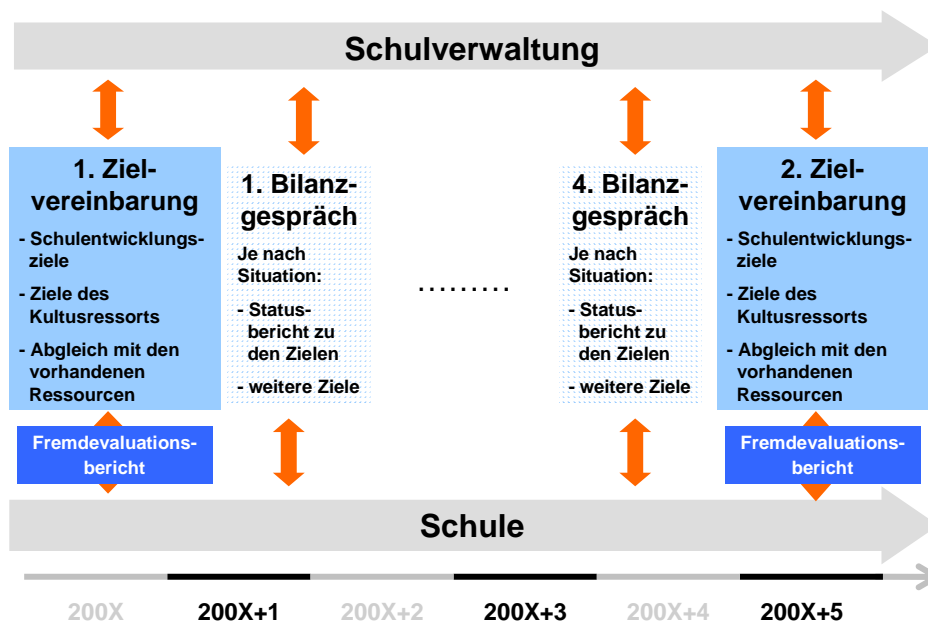 Schulverwaltung
1. Ziel-
vereinbarung
- Schulentwicklungs-
ziele
- Ziele des
Kultusressorts
- Abgleich mit den
vorhandenen
Ressourcen
Fremdevaluations-
bericht
1. Bilanz-
gespräch
Je nach
Situation:
- Status-
bericht zu
den Zielen
- weitere Ziele
.........
4. Bilanz-
gespräch
Je nach
Situation:
- Status-
bericht zu
den Zielen
- weitere Ziele
2. Ziel-
vereinbarung
- Schulentwicklungs-
ziele
- Ziele des
Kultusressorts
- Abgleich mit den
vorhandenen
Ressourcen
Fremdevaluations-
bericht
Schule
200X 200X+1 200X+2 200X+3 200X+4 200X+5